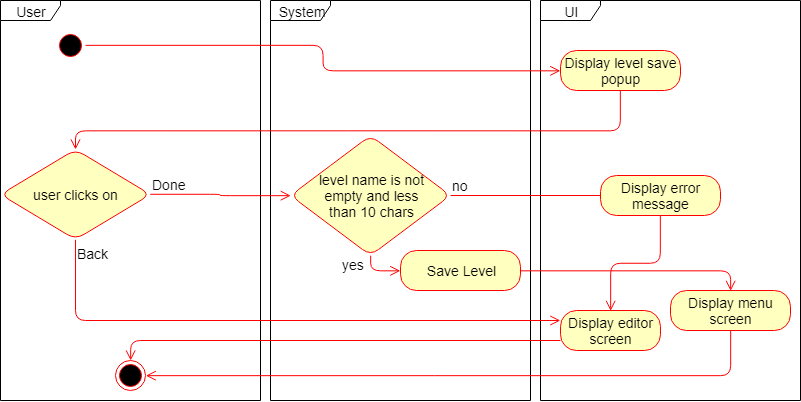 User
System
UI
Display level save
popup
user clicks on
Done
level name is not
empty and less
than 10 chars
no
Display error
message
Back
yes
Save Level
Display editor
screen
Display menu
screen